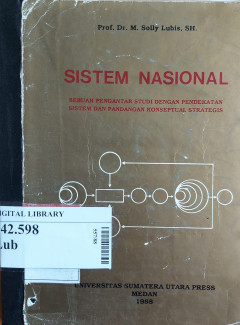 Prof. Dr. M. Solly Lubis, SH.
SISTEM NASIONAL
SEBUAH PENGANTAR STUDI DENGAN PENDEKATAN
SISTEM DAN PANDANGAN KONSEPTUAL STRATEGIS
IGITAL LIBRARY
42.598
Lub
UNIVERSITAS SUMATERA UTARA PRESS
MEDAN
1988